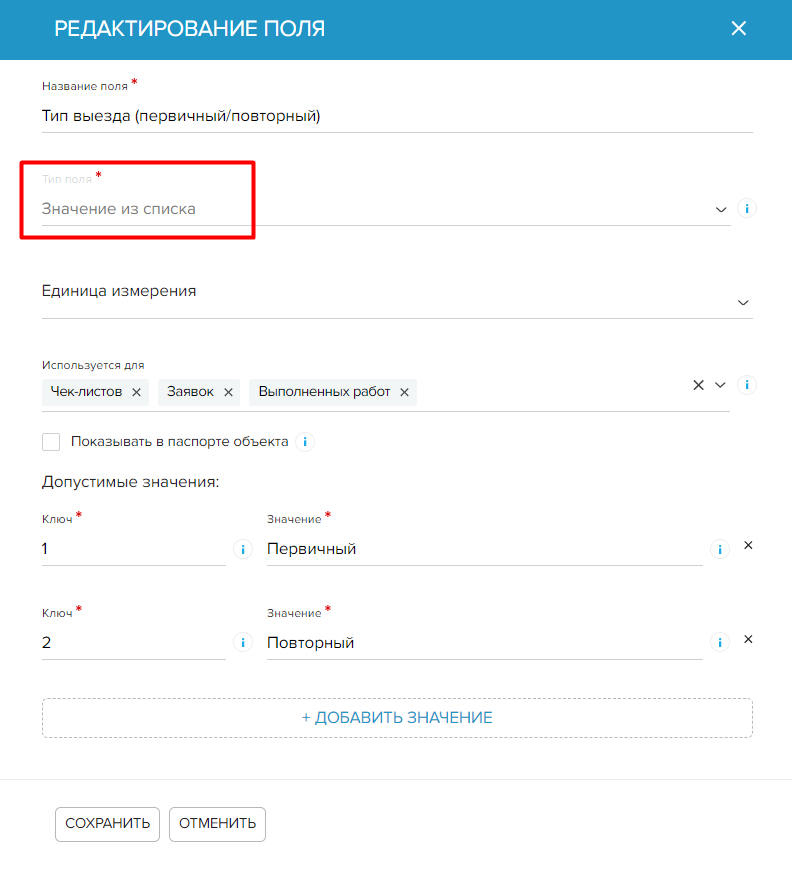 РЕДАКТИРОВАНИЕ ПОЛЯ
Название поля *
Тип выезда (первичный/повторный)
Тип поля *
Значение из списка
Единица измерения
Используется для
Чек-листов Заявок Выполненных работ
Показывать в паспорте объекта
Допустимые значения:
Ключ * Значение *
1 Первичный
Ключ * Значение *
2 Повторный
+ ДОБАВИТЬ ЗНАЧЕНИЕ
СОХРАНИТЬ ОТМЕНИТЬ